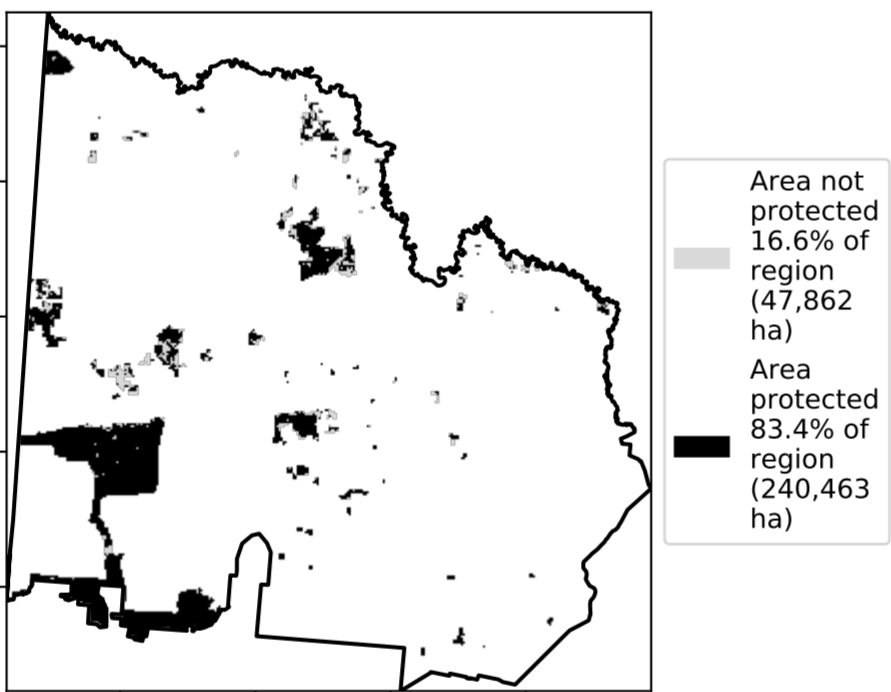 Area not
protected
16.6% of
region
(47,862
ha)
Area
protected
83.4% of
region
(240,463
ha)